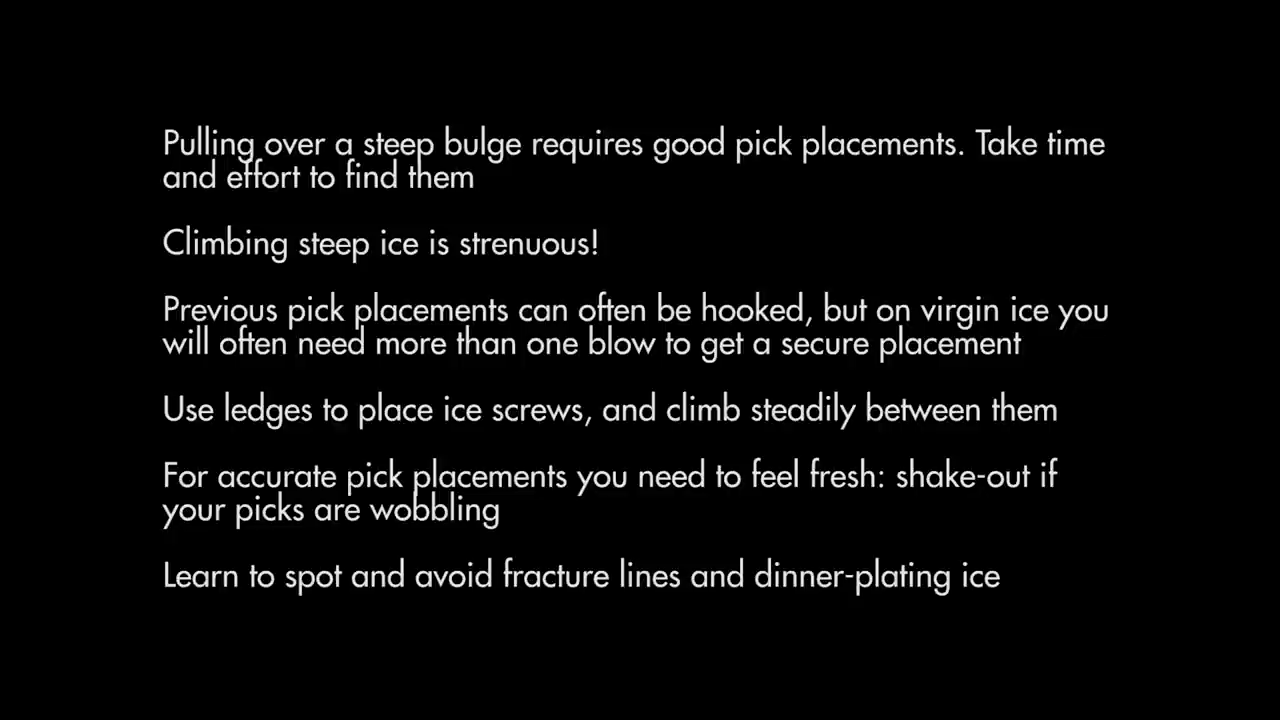 Pulling over a steep bulge requires good pick placements. Take time
and effort to find them
Climbing steep ice is strenuous!
Previous pick placements can often be hooked, but on virgin ice you
will often need more than one blow to get a secure placement
Use ledges to place ice screws, and climb steadily between them
For accurate pick placements you need to feel fresh: shake-out if
your picks are wobbling
Learn to spot and avoid fracture lines and dinner-plating ice